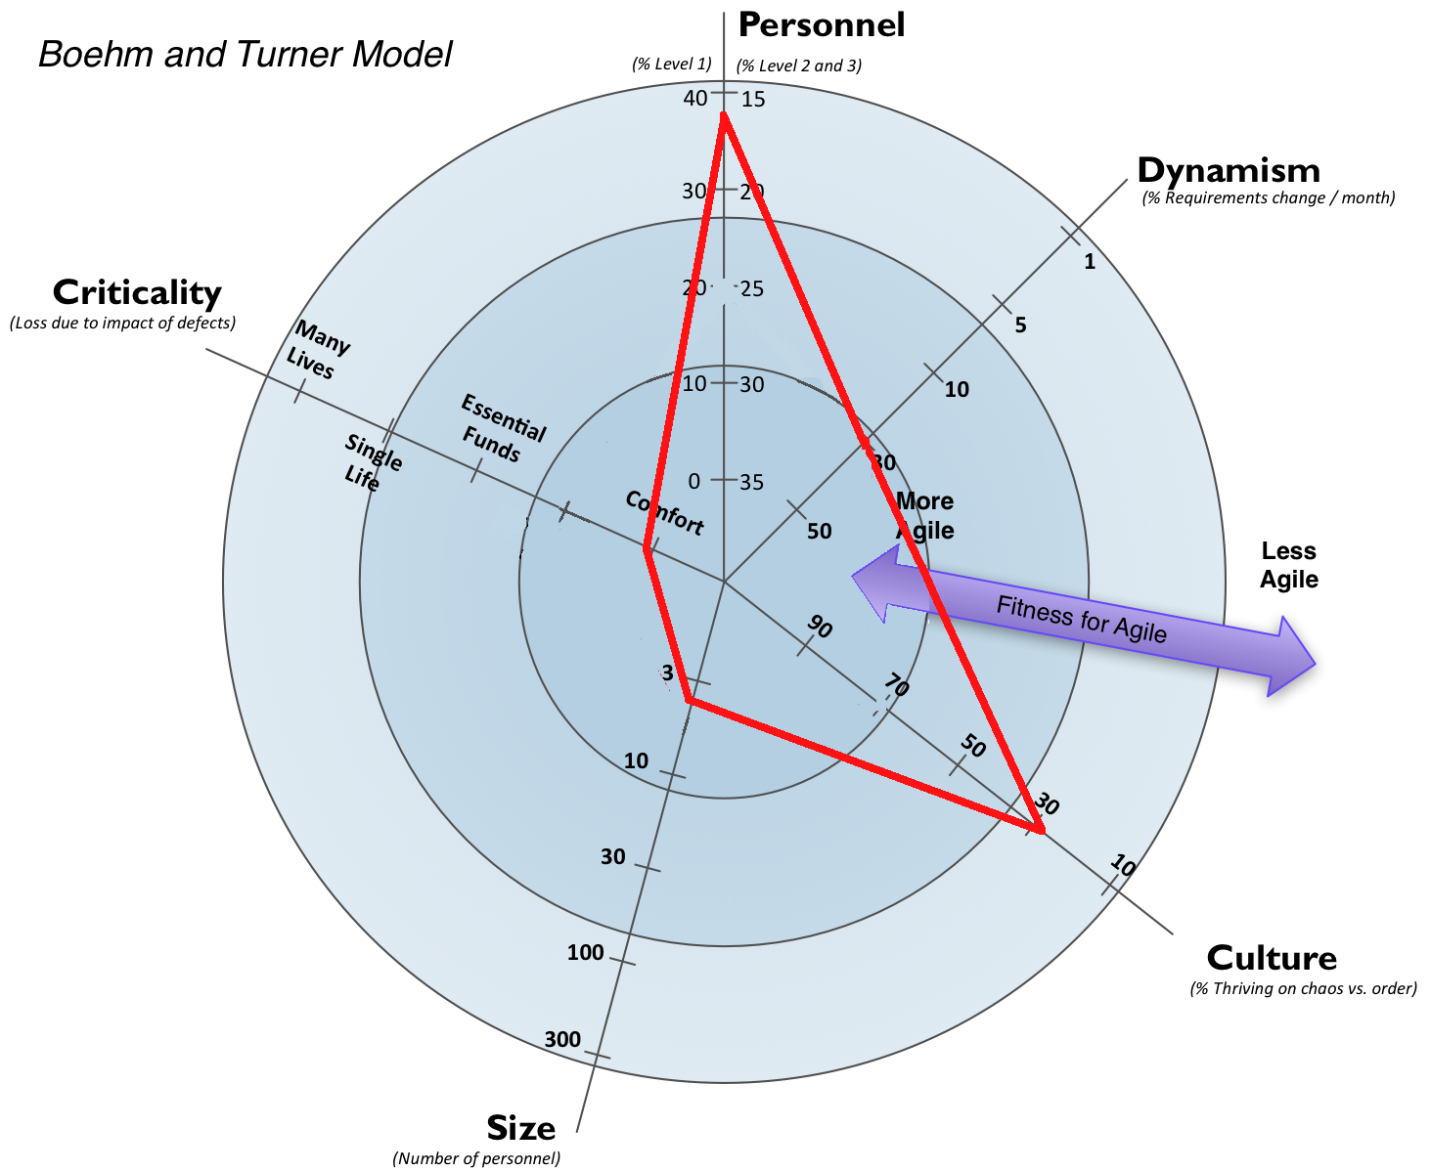 Boehm and Turner Model
Personnel
(% Level 1) (% Level 2 and 3)
40 15
30 20
20 25
10 30
0 35
Dynamism
(% Requirements change / month)
1
5
10
30
50
Criticality
(Loss due to impact of defects)
Many
Lives
Single
Life
Essential
Funds
Comfort
More
Agile
Less
Agile
Fitness for Agile
90
70
50
30
10
Culture
(% Thriving on chaos vs. order)
3
10
30
100
300
Size
(Number of personnel)